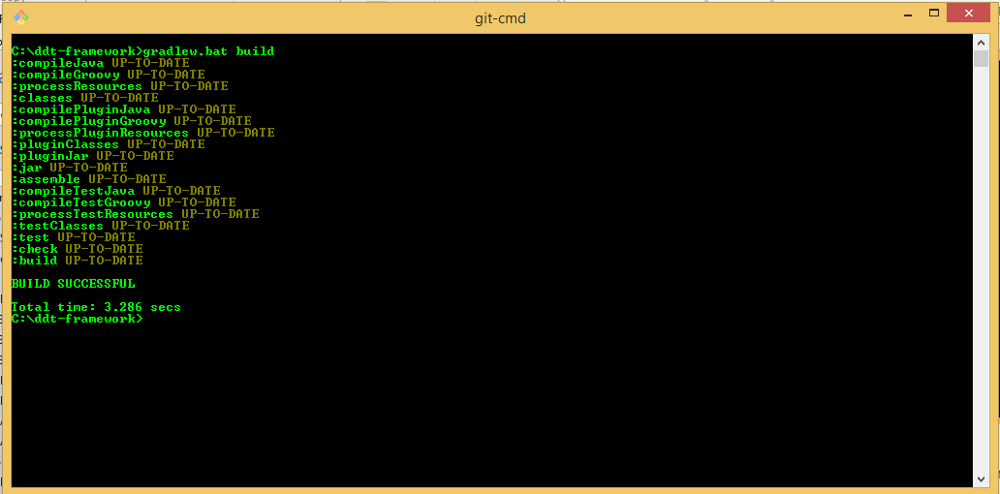 git-cmd
C:\ddt-framework>gradlew.bat build
:compileJava UP-TO-DATE
:compileGroovy UP-TO-DATE
:processResources UP-TO-DATE
:classes UP-TO-DATE
:compilePluginJava UP-TO-DATE
:compilePluginGroovy UP-TO-DATE
:processPluginResources UP-TO-DATE
:pluginClasses UP-TO-DATE
:pluginJar UP-TO-DATE
:jar UP-TO-DATE
:assemble UP-TO-DATE
:compileTestJava UP-TO-DATE
:compileTestGroovy UP-TO-DATE
:processTestResources UP-TO-DATE
:testClasses UP-TO-DATE
:test UP-TO-DATE
:check UP-TO-DATE
:build UP-TO-DATE
BUILD SUCCESSFUL
Total time: 3.286 secs
C:\ddt-framework>